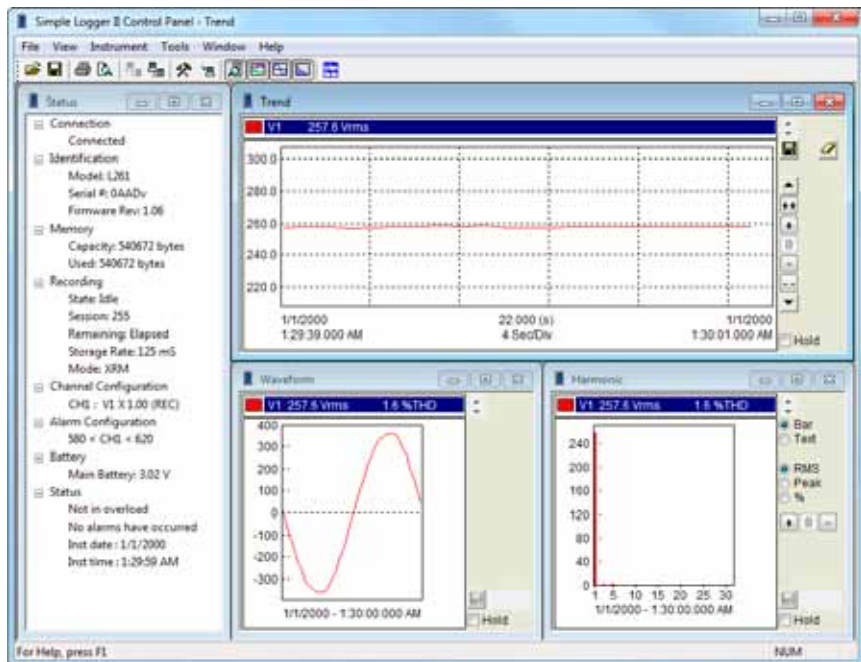 Simple Logger II Control Panel - Trend
File View Instrument Tools Window Help
Status
Connection
Connected
Identification
Model: L261
Serial #: 0AADv
Firmware Rev: 1.06
Memory
Capacity: 540672 bytes
Used: 540672 bytes
Recording
State: Idle
Session: 255
Remaining: Elapsed
Storage Rate: 125 mS
Mode: XRM
Channel Configuration
CH1 : V1 X 1.00 (REC)
Alarm Configuration
580 < CH1 < 620
Battery
Main Battery: 3.02 V
Status
Not in overload
No alarms have occurred
Inst date : 1/1/2000
Inst time : 1:29:59 AM
Trend
V1 257.6 Vrms
300.0
280.0
260.0
240.0
220.0
1/1/2000 22.000 (s) 1/1/2000
1:29:39.000 AM 4 Sec/Div 1:30:01.000 AM
Hold
Waveform
V1 257.6 Vrms 1.6 %THD
400
300
200
100
0
-100
-200
-300
1/1/2000 - 1:30:00.000 AM
Hold
Harmonic
V1 257.6 Vrms 1.6 %THD
240
200
160
120
80
40
0
1 5 10 15 20 25 30
1/1/2000 - 1:30:00.000 AM
Bar
Text
RMS
Peak
%
Hold
For Help, press F1
NUM